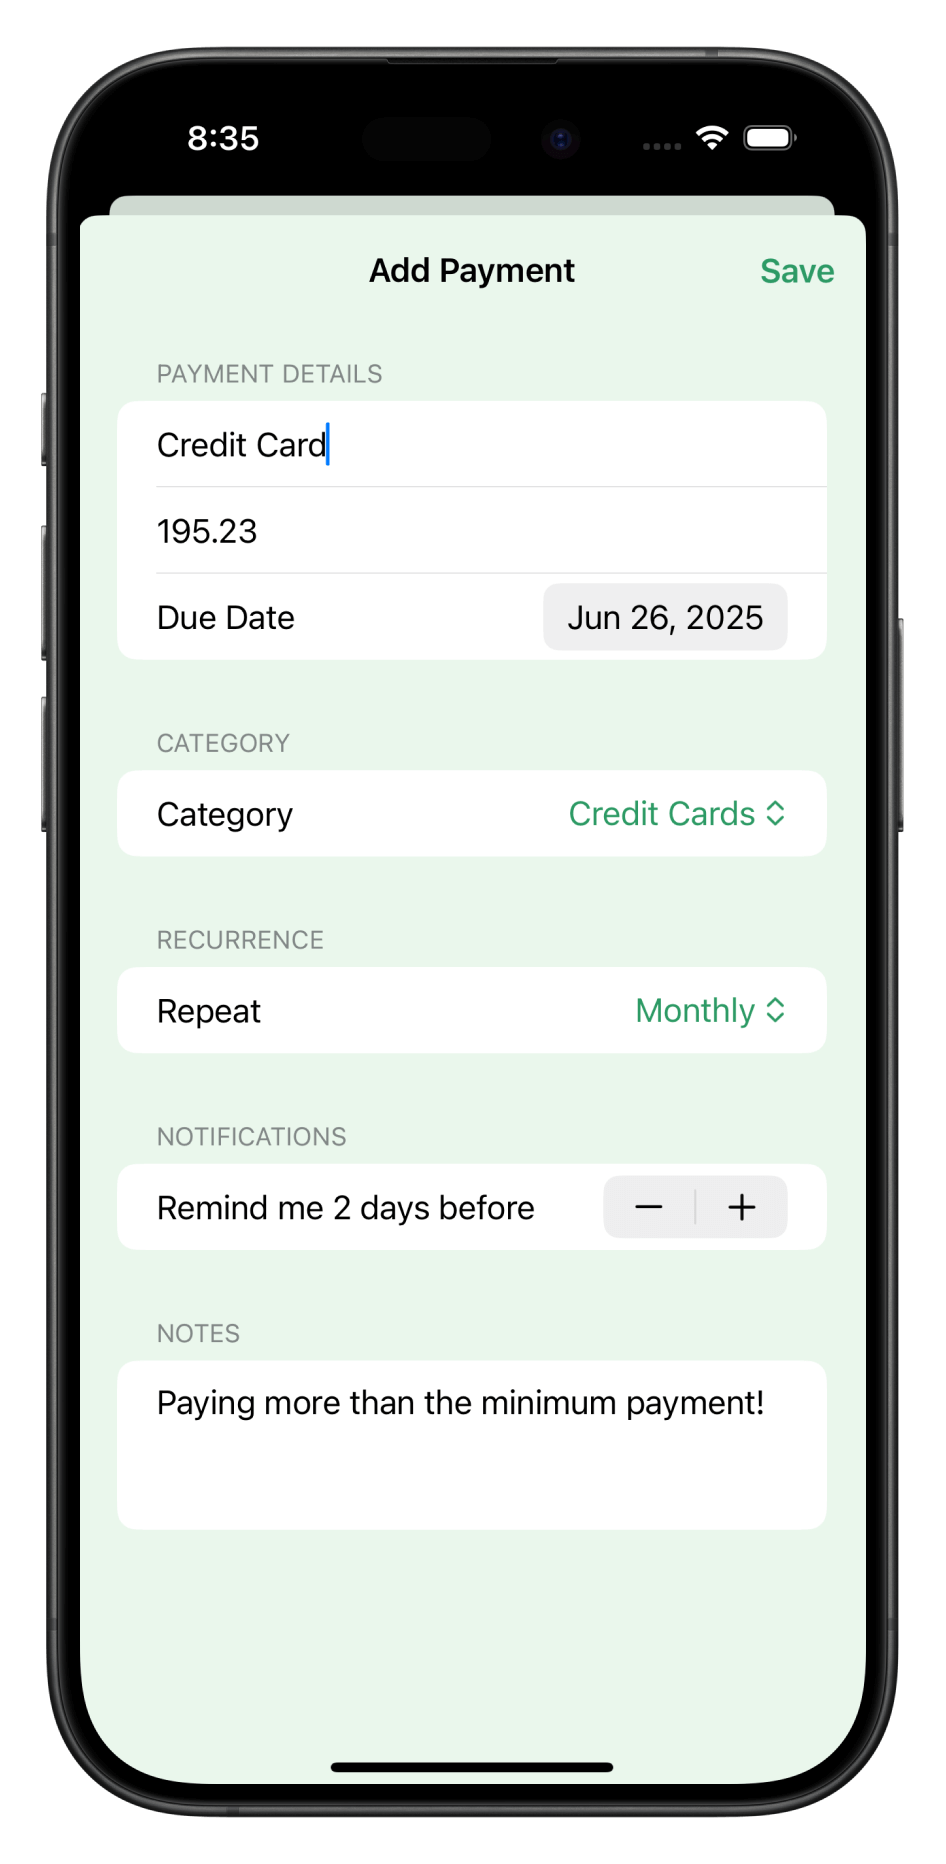 8:35
Add Payment
Save
PAYMENT DETAILS
Credit Card
195.23
Due Date Jun 26, 2025
CATEGORY
Category Credit Cards
RECURRENCE
Repeat Monthly
NOTIFICATIONS
Remind me 2 days before − +
NOTES
Paying more than the minimum payment!